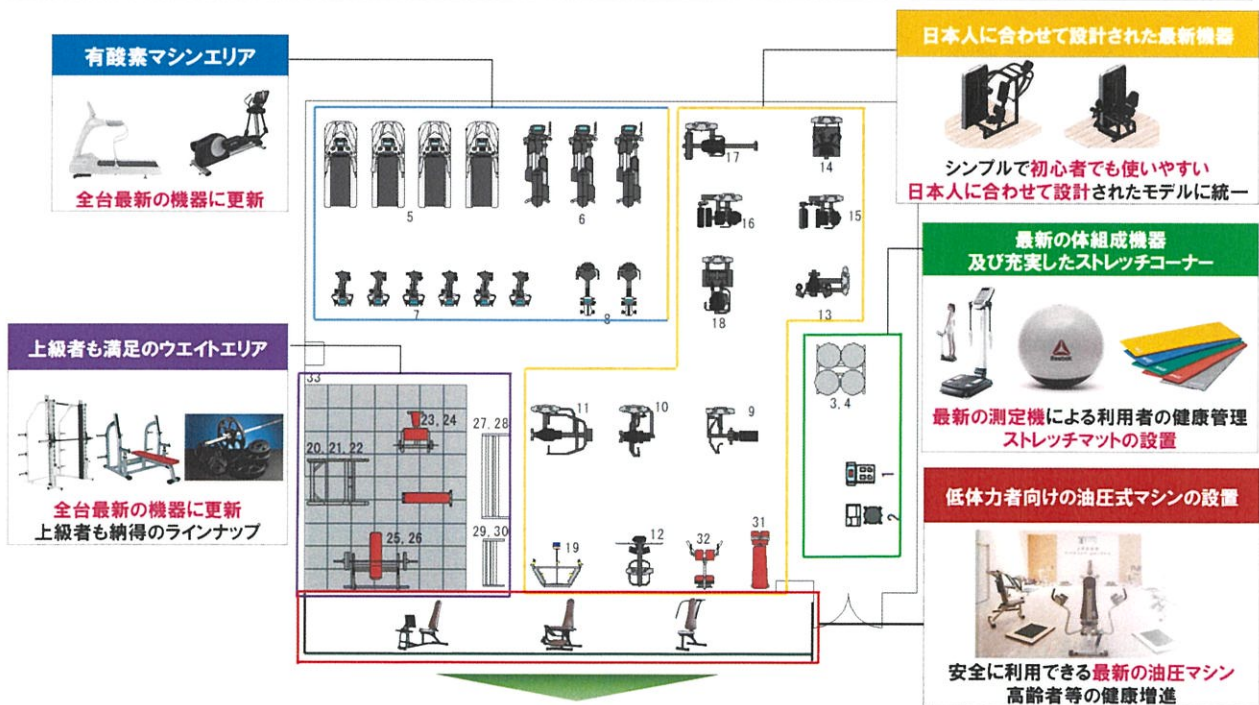 有酸素マシンエリア
全台最新の機器に更新
上級者も満足のウエイトエリア
全台最新の機器に更新
上級者も納得のラインナップ
日本人に合わせて設計された最新機器
シンプルで初心者でも使いやすい
日本人に合わせて設計されたモデルに統一
最新の体組成機器
及び充実したストレッチコーナー
Reebok
最新の測定機による利用者の健康管理
ストレッチマットの設置
低体力者向けの油圧式マシンの設置
安全に利用できる最新の油圧マシン
高齢者等の健康増進
5
6
7
8
17
14
16
15
18
13
3, 4
1
2
33
23, 24
27, 28
20, 21, 22
25, 26
29, 30
11
10
9
19
12
32
31